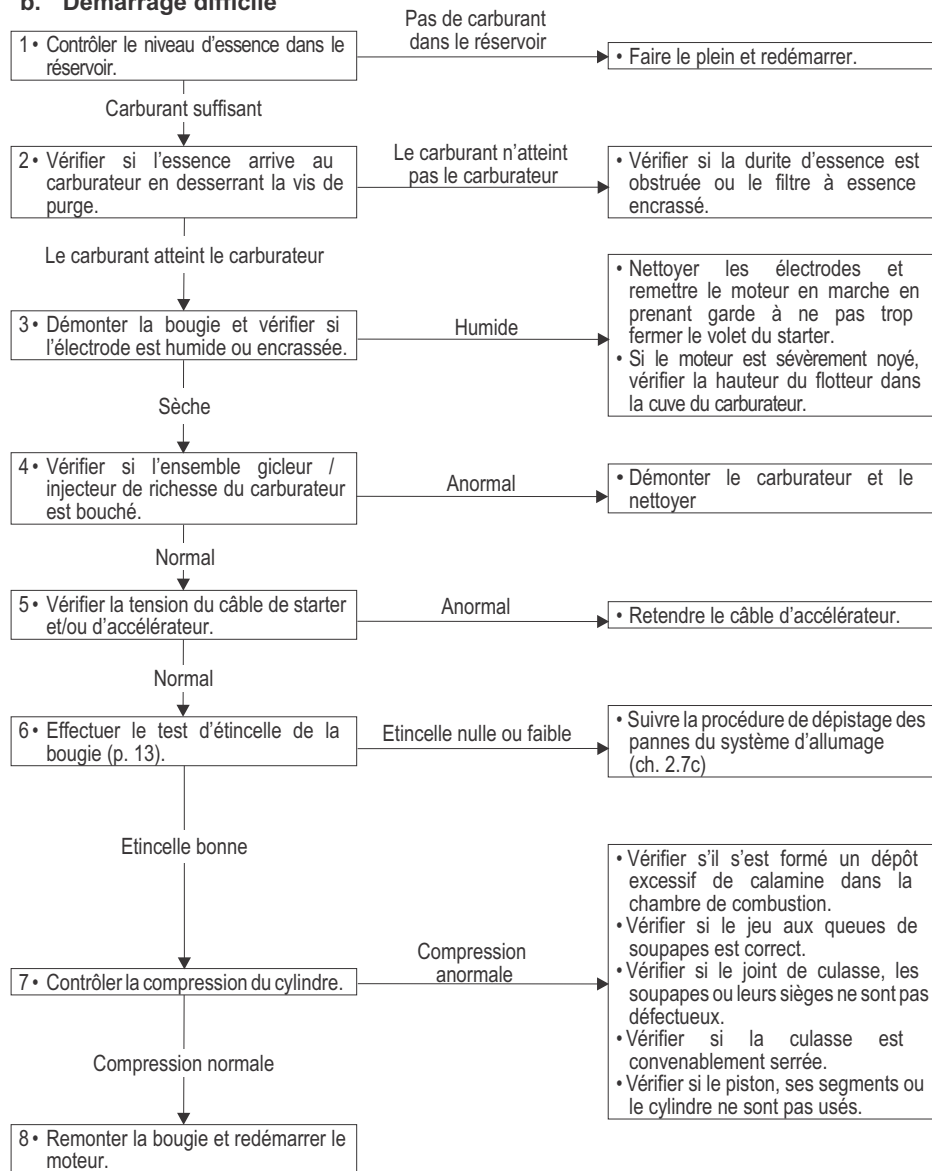 b. Démarrage difficile
Pas de carburant
dans le réservoir
1 • Contrôler le niveau d'essence dans le
réservoir.
• Faire le plein et redémarrer.
Carburant suffisant
2 • Vérifier si l'essence arrive au
carburateur en desserrant la vis de
purge.
Le carburant n'atteint
pas le carburateur
• Vérifier si la durite d'essence est
obstruée ou le filtre à essence
encrassé.
Le carburant atteint le carburateur
3 • Démonter la bougie et vérifier si
l'électrode est humide ou encrassée.
Humide
• Nettoyer les électrodes et
remettre le moteur en marche en
prenant garde à ne pas trop
fermer le volet du starter.
• Si le moteur est sévèrement noyé,
vérifier la hauteur du flotteur dans
la cuve du carburateur.
Sèche
4 • Vérifier si l'ensemble gicleur /
injecteur de richesse du carburateur
est bouché.
Anormal
• Démonter le carburateur et le
nettoyer
Normal
5 • Vérifier la tension du câble de starter
et/ou d'accélérateur.
Anormal
• Retendre le câble d'accélérateur.
Normal
6 • Effectuer le test d'étincelle de la
bougie (p. 13).
Etincelle nulle ou faible
• Suivre la procédure de dépistage des
pannes du système d'allumage
(ch. 2.7c)
Etincelle bonne
7 • Contrôler la compression du cylindre.
Compression
anormale
• Vérifier s'il s'est formé un dépôt
excessif de calamine dans la
chambre de combustion.
• Vérifier si le jeu aux queues de
soupapes est correct.
• Vérifier si le joint de culasse, les
soupapes ou leurs sièges ne sont pas
défectueux.
• Vérifier si la culasse est
convenablement serrée.
• Vérifier si le piston, ses segments ou
le cylindre ne sont pas usés.
Compression normale
8 • Remonter la bougie et redémarrer le
moteur.